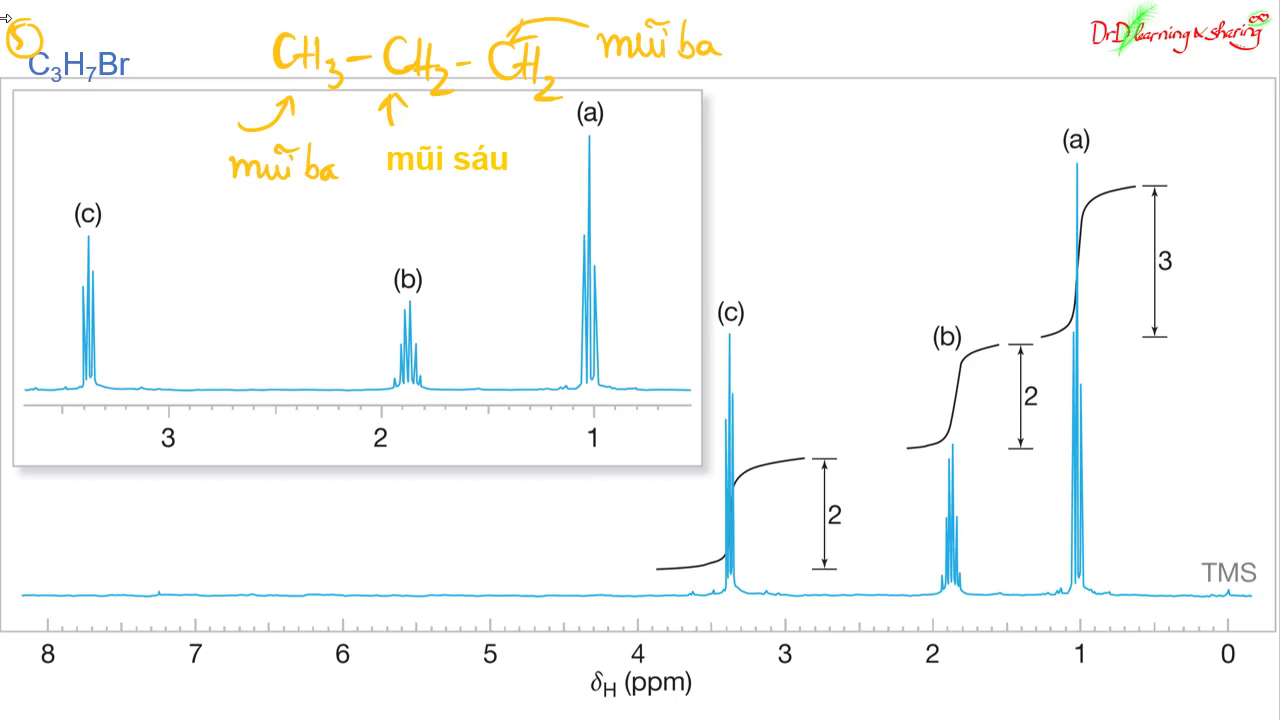 5
C3H7Br
CH3 - CH2 - CH2
mũi ba
DrD learning & sharing
mũi ba
mũi sáu
(a)
(c)
(b)
3 2 1
(a)
3
(c)
(b)
2
2
TMS
8 7 6 5 4 3 2 1 0
δH (ppm)